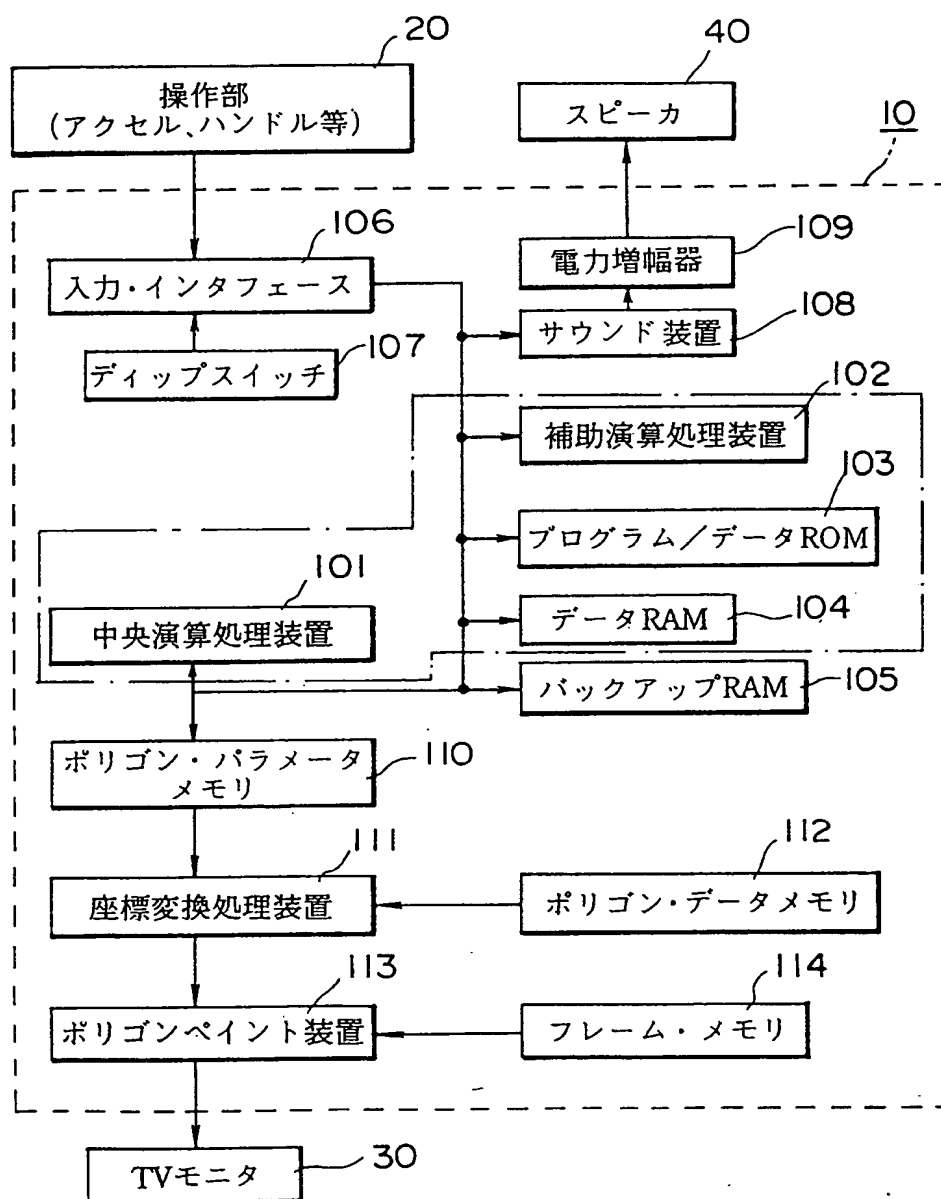 20
操作部
(アクセル、ハンドル等)
40
スピーカ
10
106
入力・インタフェース
109
電力増幅器
108
サウンド装置
107
ディップスイッチ
102
補助演算処理装置
103
プログラム/データROM
101
中央演算処理装置
データRAM
104
バックアップRAM
105
ポリゴン・パラメータ
メモリ
110
111
座標変換処理装置
112
ポリゴン・データメモリ
113
ポリゴンペイント装置
114
フレーム・メモリ
TVモニタ
30